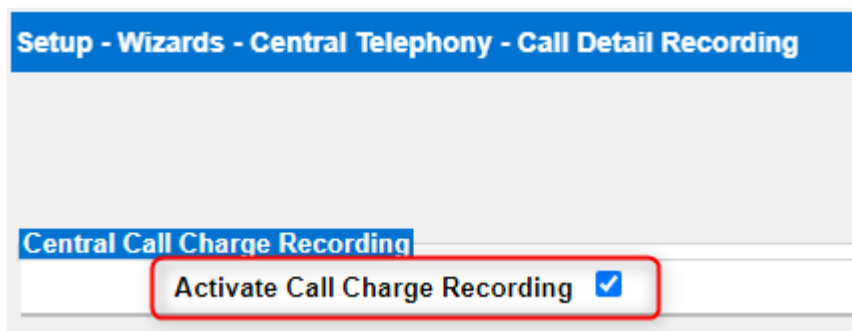 Setup - Wizards - Central Telephony - Call Detail Recording
Central Call Charge Recording
Activate Call Charge Recording